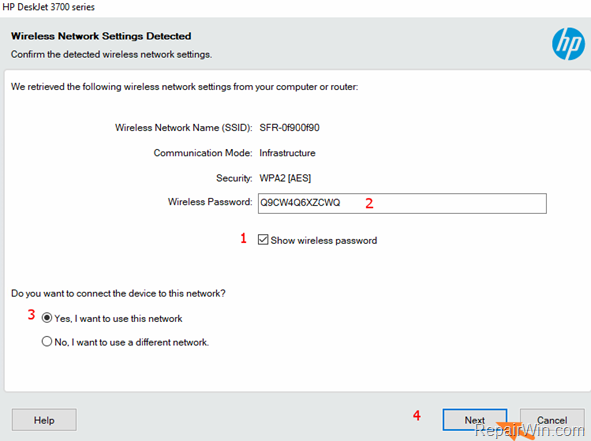 HP DeskJet 3700 series
Wireless Network Settings Detected
Confirm the detected wireless network settings.
hp
We retrieved the following wireless network settings from your computer or router:
Wireless Network Name (SSID): SFR-0f900f90
Communication Mode: Infrastructure
Security: WPA2 [AES]
Wireless Password: Q9CW4Q6XZCWQ 2
1 Show wireless password
Do you want to connect the device to this network?
3 Yes, I want to use this network
No, I want to use a different network.
Help 4 Next Cancel
RepairWin.com